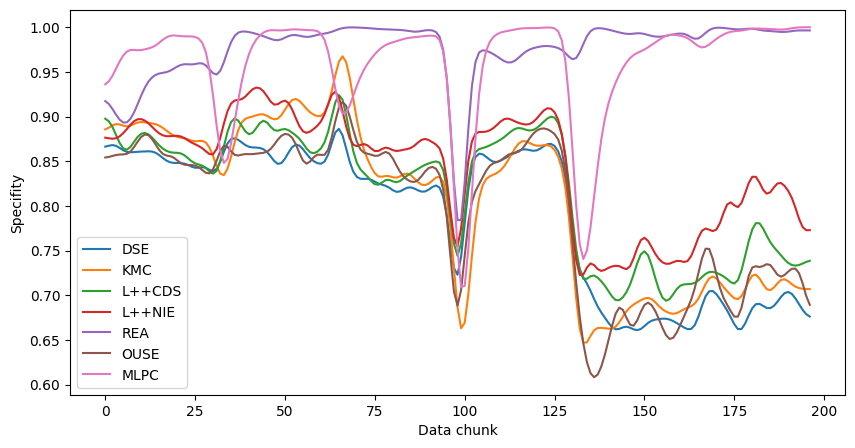 1.00
0.95
0.90
0.85
0.80
0.75
0.70
0.65
0.60
Specifity
DSE
KMC
L++CDS
L++NIE
REA
OUSE
MLPC
0 25 50 75 100 125 150 175 200
Data chunk